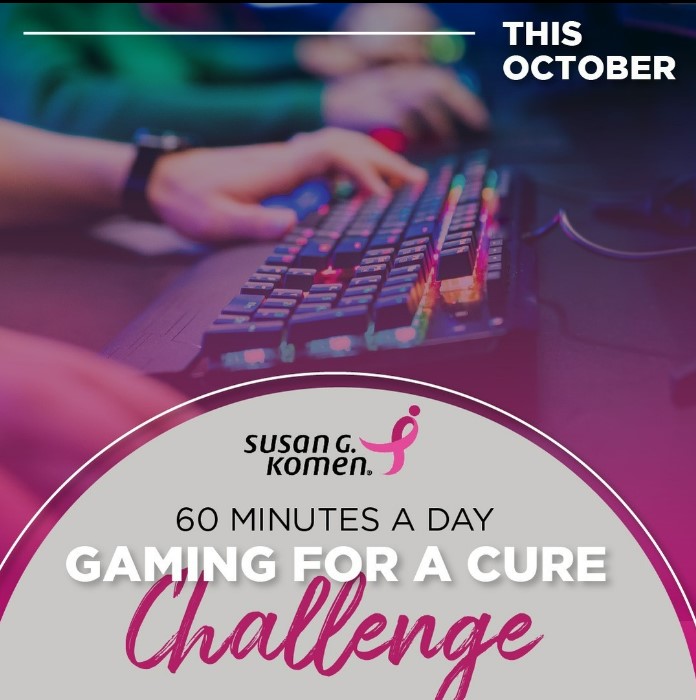 THIS
OCTOBER
susan G.
komen®
60 MINUTES A DAY
GAMING FOR A CURE
Challenge